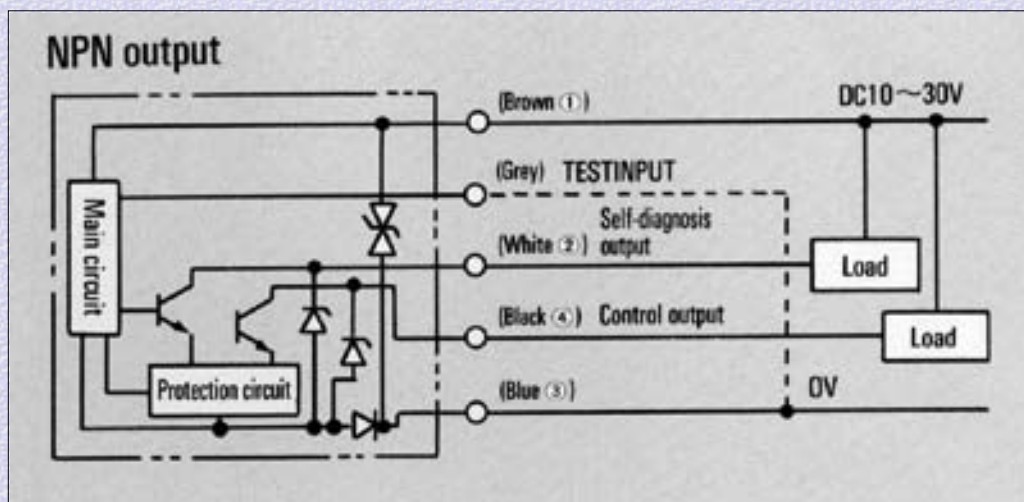 NPN output
(Brown ①)
DC10～30V
(Grey) TESTINPUT
Self-diagnosis
(White ②) output
Load
(Black ④) Control output
Load
(Blue ③)
0V
Main circuit
Protection circuit